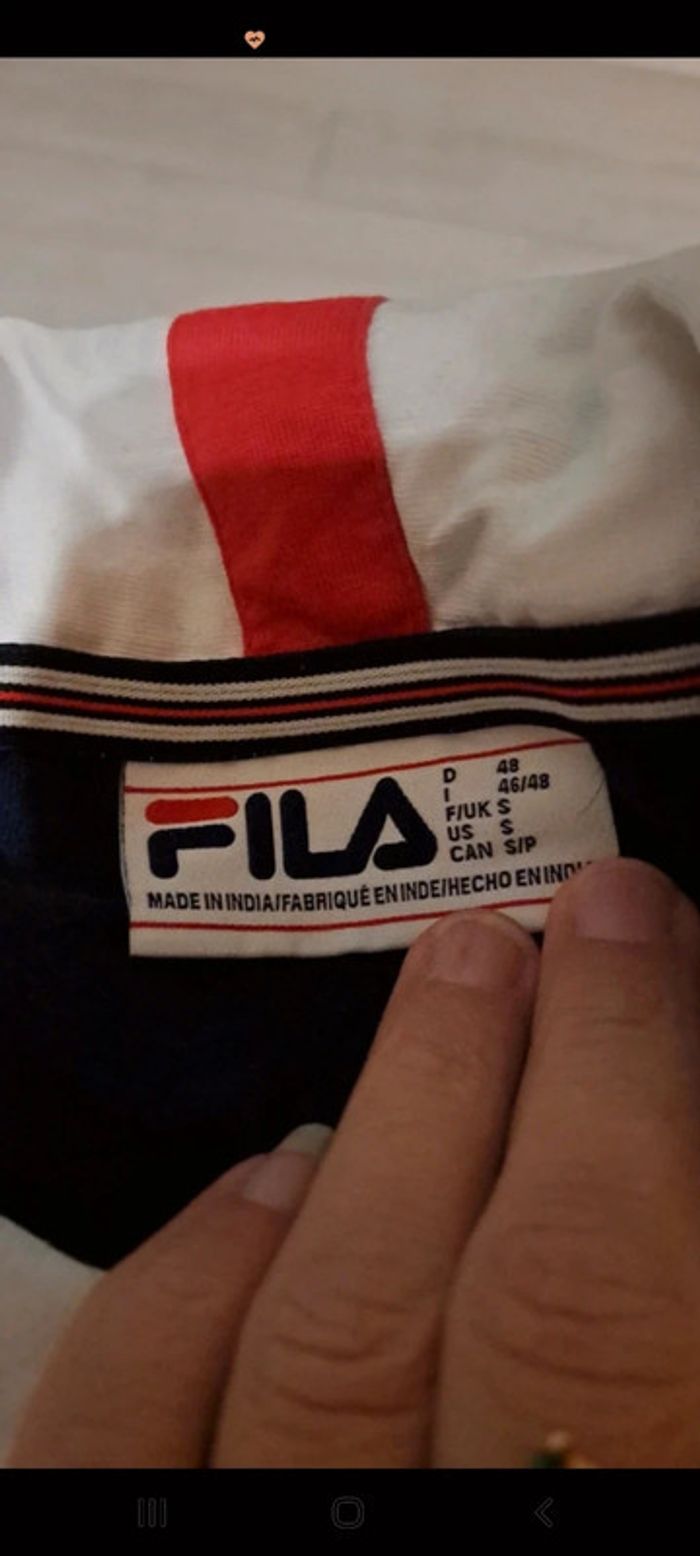 FILA
D 48
I 46/48
F/UK S
US S
CAN S/P
MADE IN INDIA/FABRIQUÉ EN INDE/HECHO EN